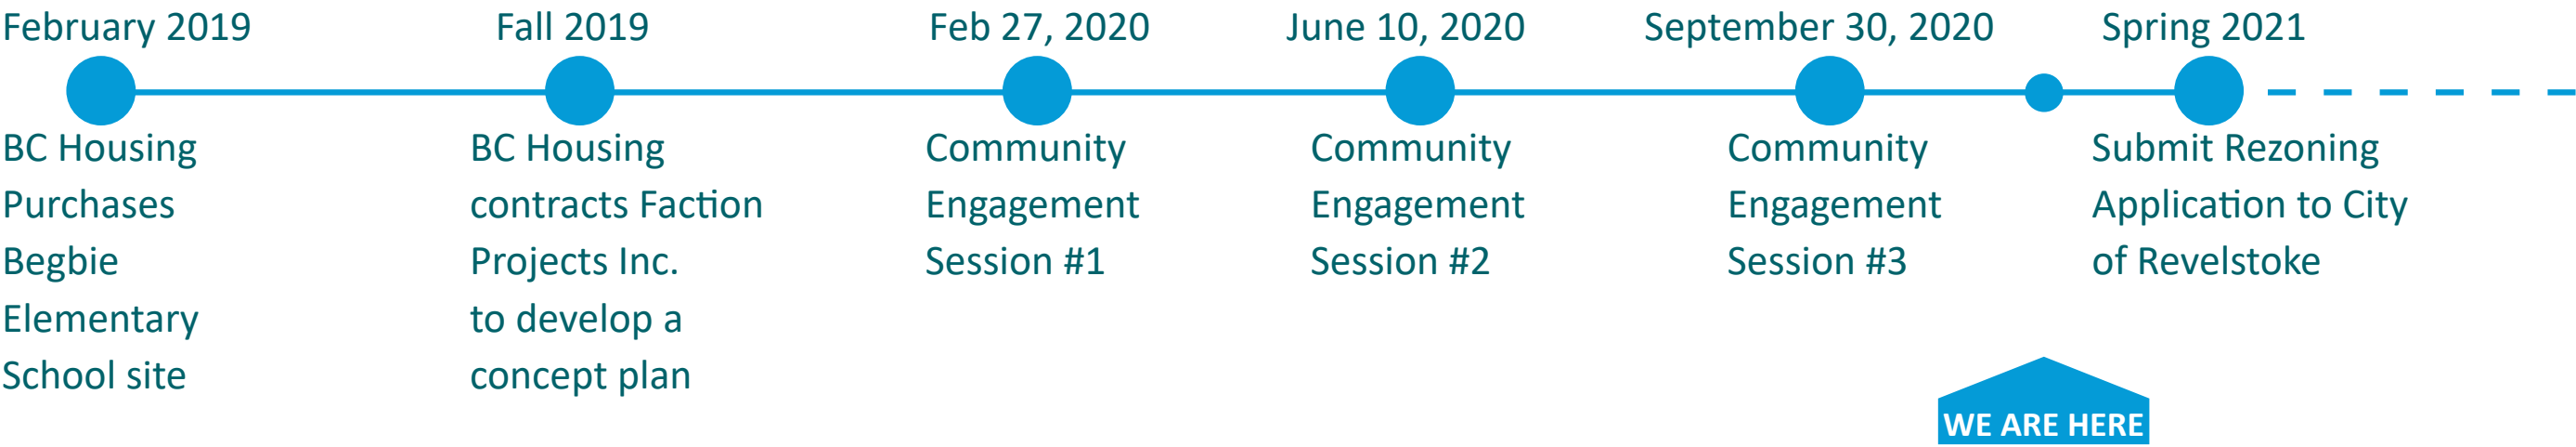 February 2019
BC Housing
Purchases
Begbie
Elementary
School site
Fall 2019
BC Housing
contracts Faction
Projects Inc.
to develop a
concept plan
Feb 27, 2020
Community
Engagement
Session #1
June 10, 2020
Community
Engagement
Session #2
September 30, 2020
Community
Engagement
Session #3
WE ARE HERE
Spring 2021
Submit Rezoning
Application to City
of Revelstoke